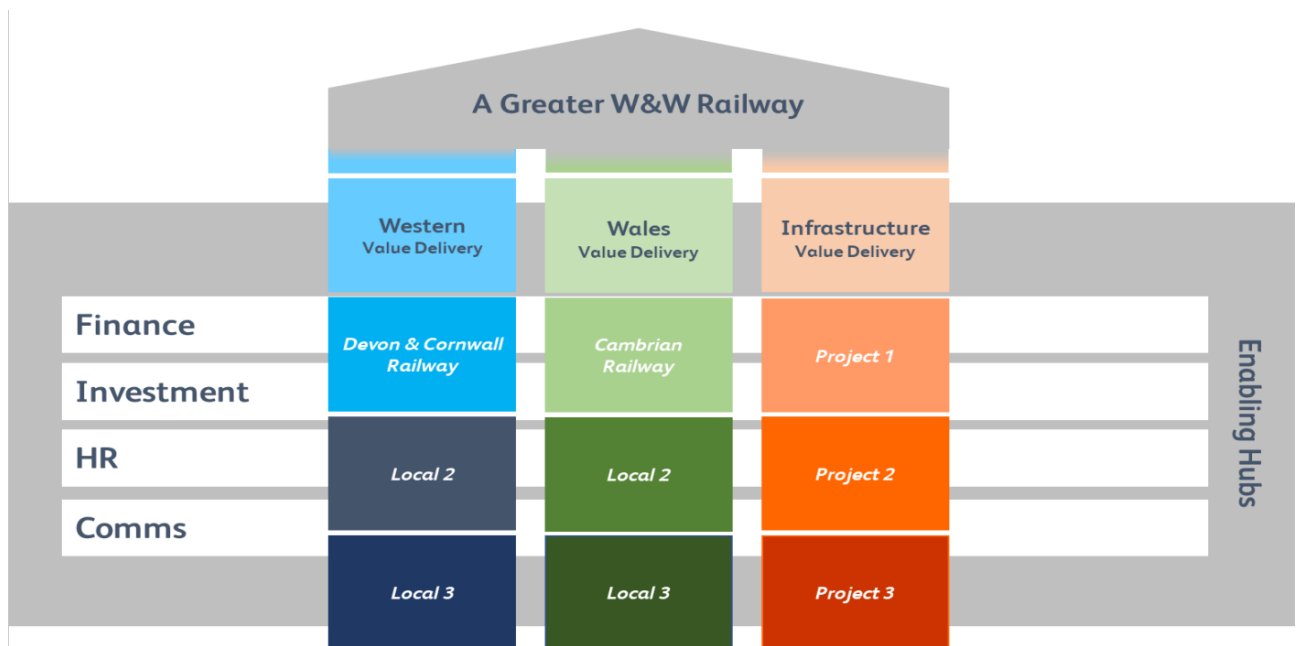 A Greater W&W Railway
Western
Value Delivery
Wales
Value Delivery
Infrastructure
Value Delivery
Finance
Investment
HR
Comms
Devon & Cornwall
Railway
Cambrian
Railway
Project 1
Local 2
Local 2
Project 2
Local 3
Local 3
Project 3
Enabling Hubs